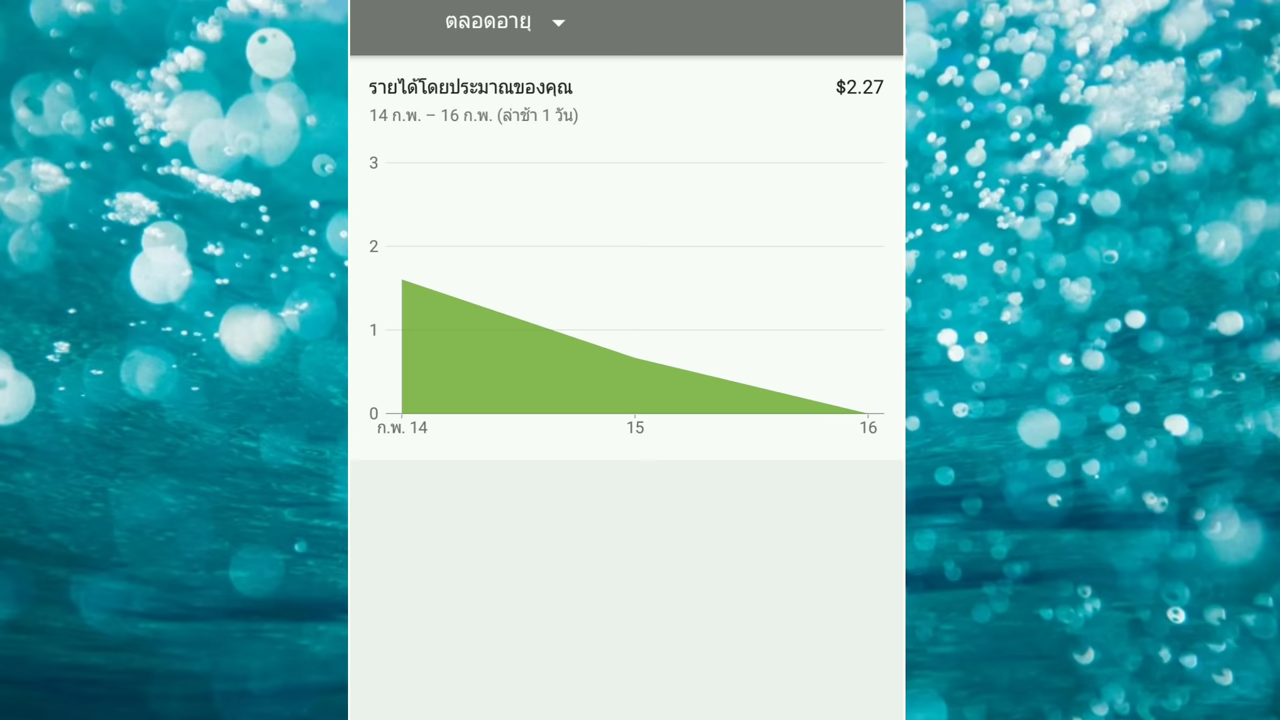 ตลอดอายุ
รายได้โดยประมาณของคุณ $2.27
14 ก.พ. – 16 ก.พ. (ล่าช้า 1 วัน)
3
2
1
0
ก.พ. 14 15 16